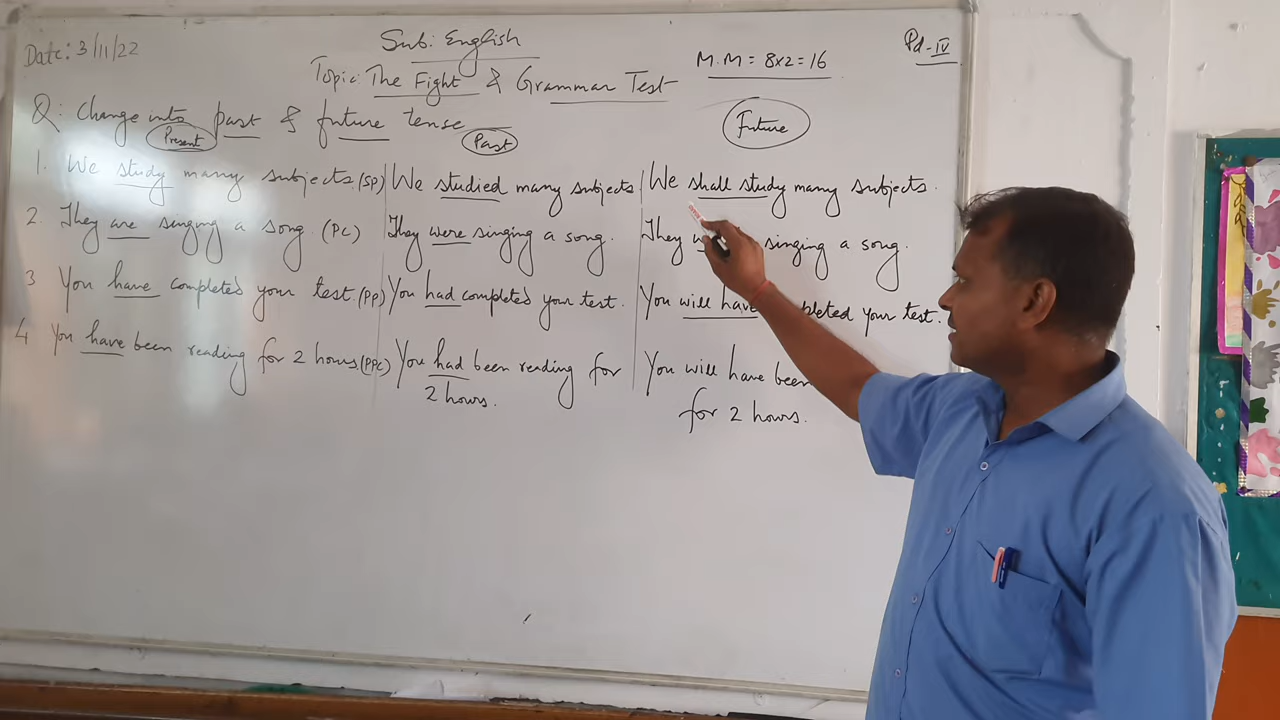 Date: 3/11/22
Sub: English
M.M = 8x2=16
Pd-IV
Topic: The Fight & Grammar Test
Q: Change into past & future tense
Present
Past
Future
1. We study many subjects (SP) We studied many subjects We shall study many subjects.
2. They are singing a song. (PC) They were singing a song. They singing a song.
3 You have completed your test (PP) You had completed your test. You will have your test.
4 You have been reading for 2 hours. (PPC) You had been reading for You will have been
2 hours. for 2 hours.